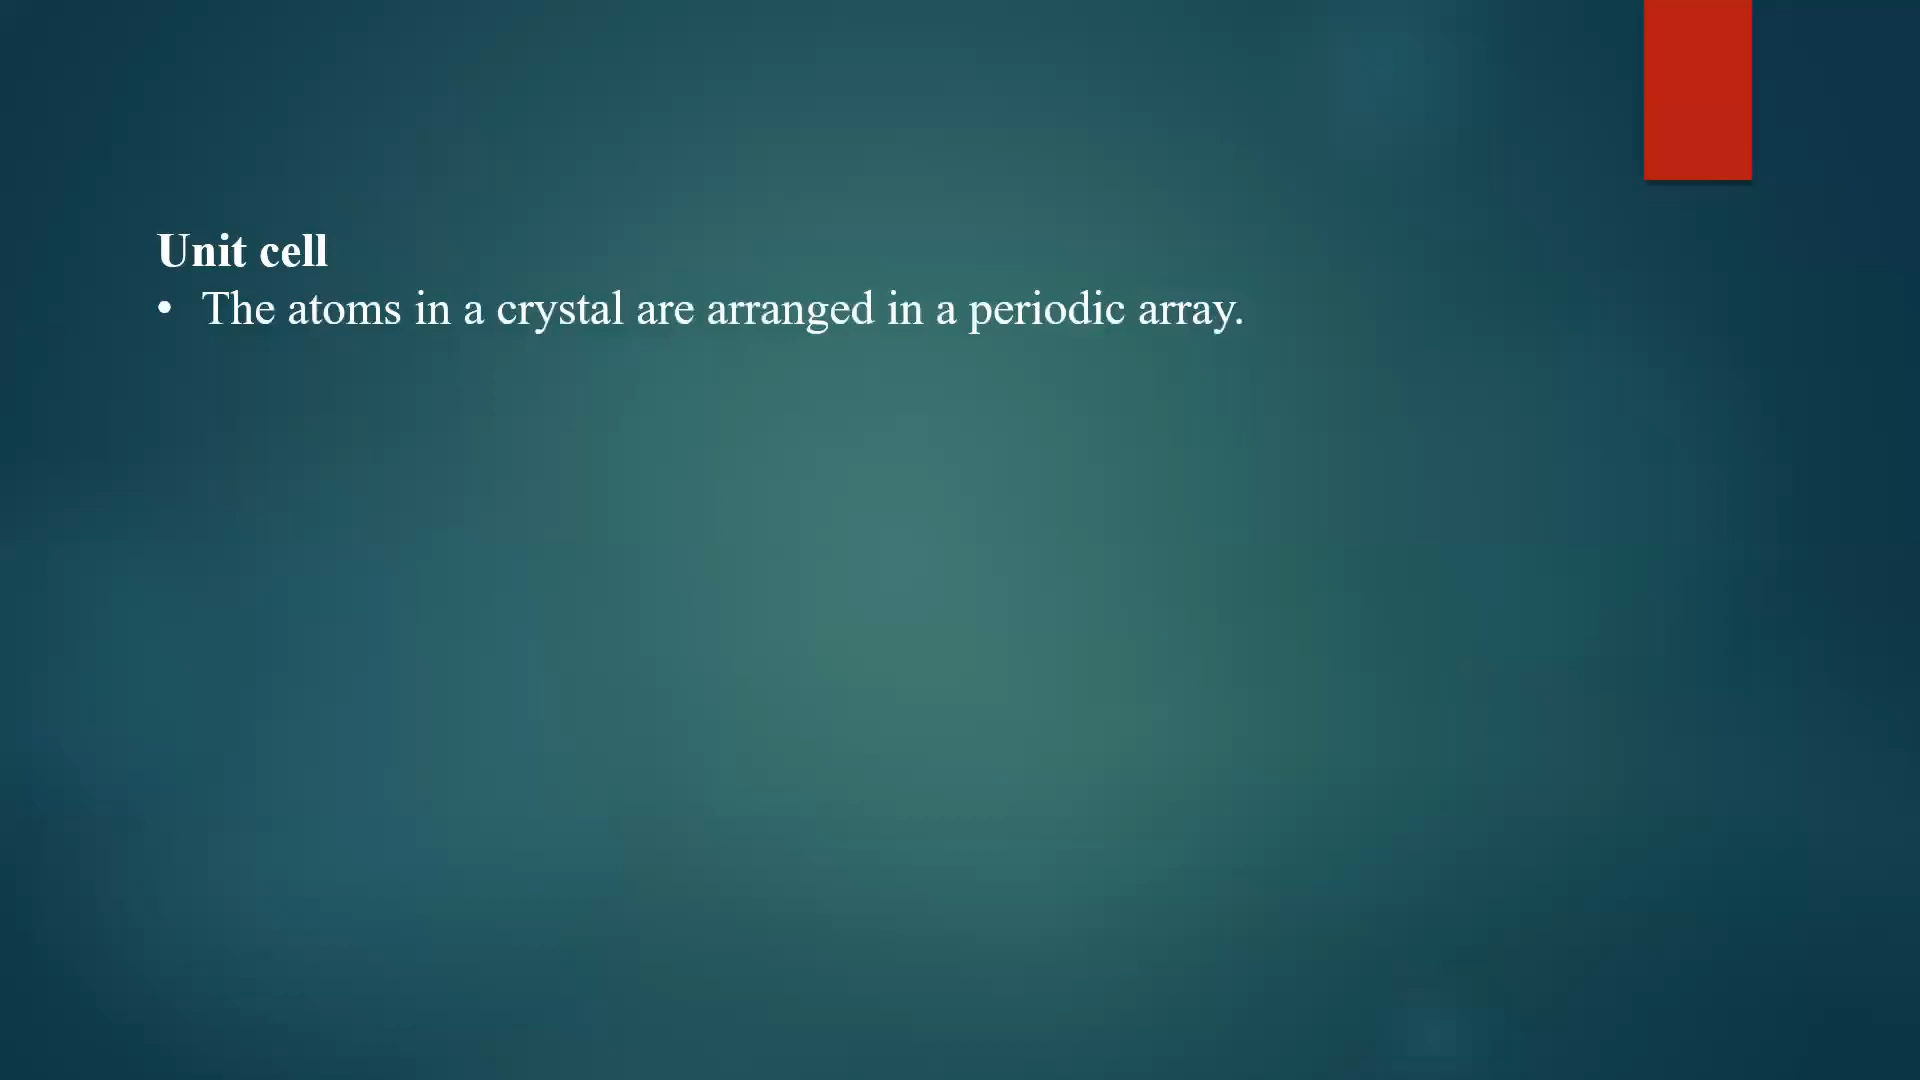 Unit cell
• The atoms in a crystal are arranged in a periodic array.